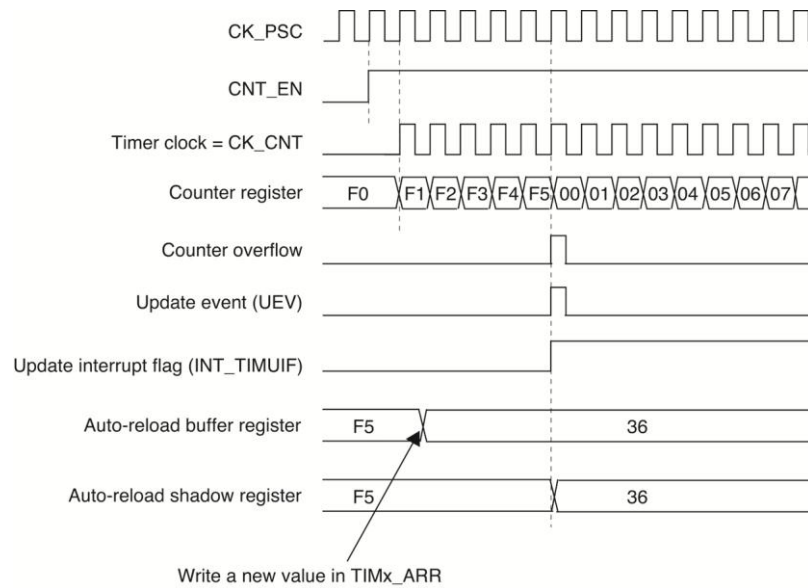 CK_PSC
CNT_EN
Timer clock = CK_CNT
Counter register F0 F1 F2 F3 F4 F5 00 01 02 03 04 05 06 07
Counter overflow
Update event (UEV)
Update interrupt flag (INT_TIMUIF)
Auto-reload buffer register F5 36
Auto-reload shadow register F5 36
Write a new value in TIMx_ARR